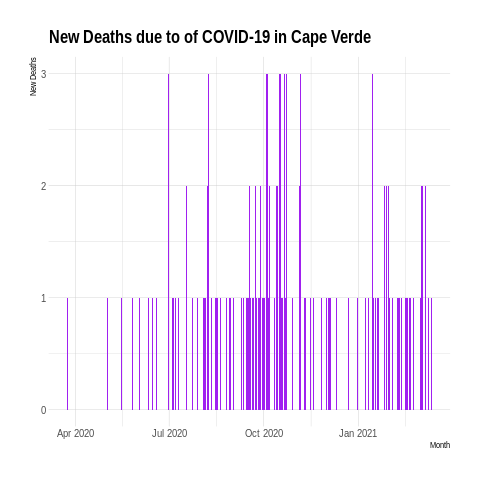 New Deaths due to of COVID-19 in Cape Verde
New Deaths
3
2
1
0
Apr 2020 Jul 2020 Oct 2020 Jan 2021
Month